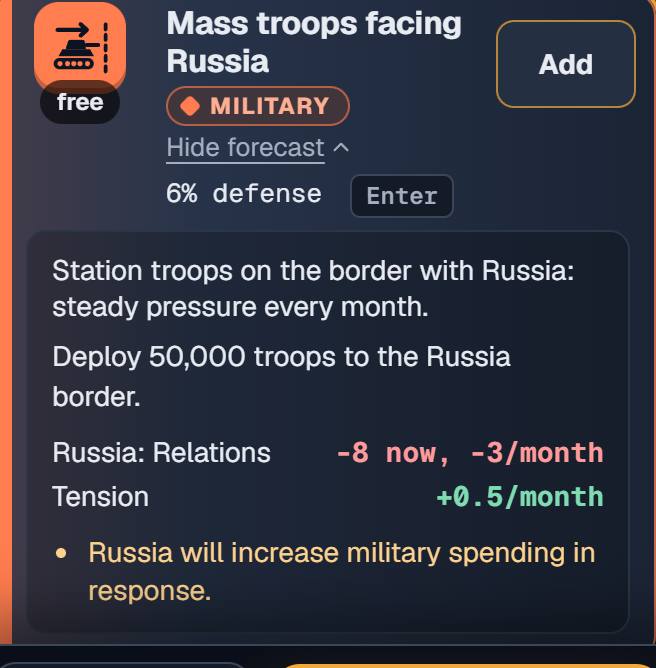 Mass troops facing
Russia
Add
free
MILITARY
Hide forecast
6% defense
Enter
Station troops on the border with Russia:
steady pressure every month.
Deploy 50,000 troops to the Russia
border.
Russia: Relations -8 now, -3/month
Tension +0.5/month
• Russia will increase military spending in
response.